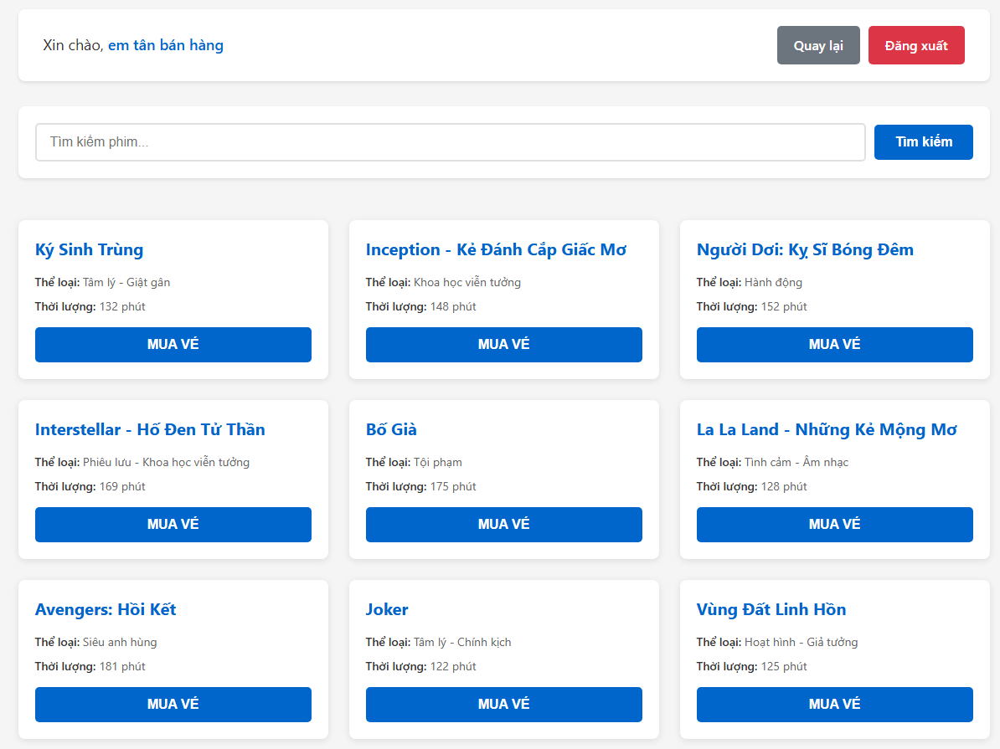 Xin chào, em tân bán hàng
Quay lại
Đăng xuất
Tìm kiếm phim...
Tìm kiếm
Ký Sinh Trùng
Thể loại: Tâm lý - Giật gân
Thời lượng: 132 phút
MUA VÉ
Inception - Kẻ Đánh Cắp Giấc Mơ
Thể loại: Khoa học viễn tưởng
Thời lượng: 148 phút
MUA VÉ
Người Dơi: Kỵ Sĩ Bóng Đêm
Thể loại: Hành động
Thời lượng: 152 phút
MUA VÉ
Interstellar - Hố Đen Tử Thần
Thể loại: Phiêu lưu - Khoa học viễn tưởng
Thời lượng: 169 phút
MUA VÉ
Bố Già
Thể loại: Tội phạm
Thời lượng: 175 phút
MUA VÉ
La La Land - Những Kẻ Mộng Mơ
Thể loại: Tình cảm - Âm nhạc
Thời lượng: 128 phút
MUA VÉ
Avengers: Hồi Kết
Thể loại: Siêu anh hùng
Thời lượng: 181 phút
MUA VÉ
Joker
Thể loại: Tâm lý - Chính kịch
Thời lượng: 122 phút
MUA VÉ
Vùng Đất Linh Hồn
Thể loại: Hoạt hình - Giả tưởng
Thời lượng: 125 phút
MUA VÉ